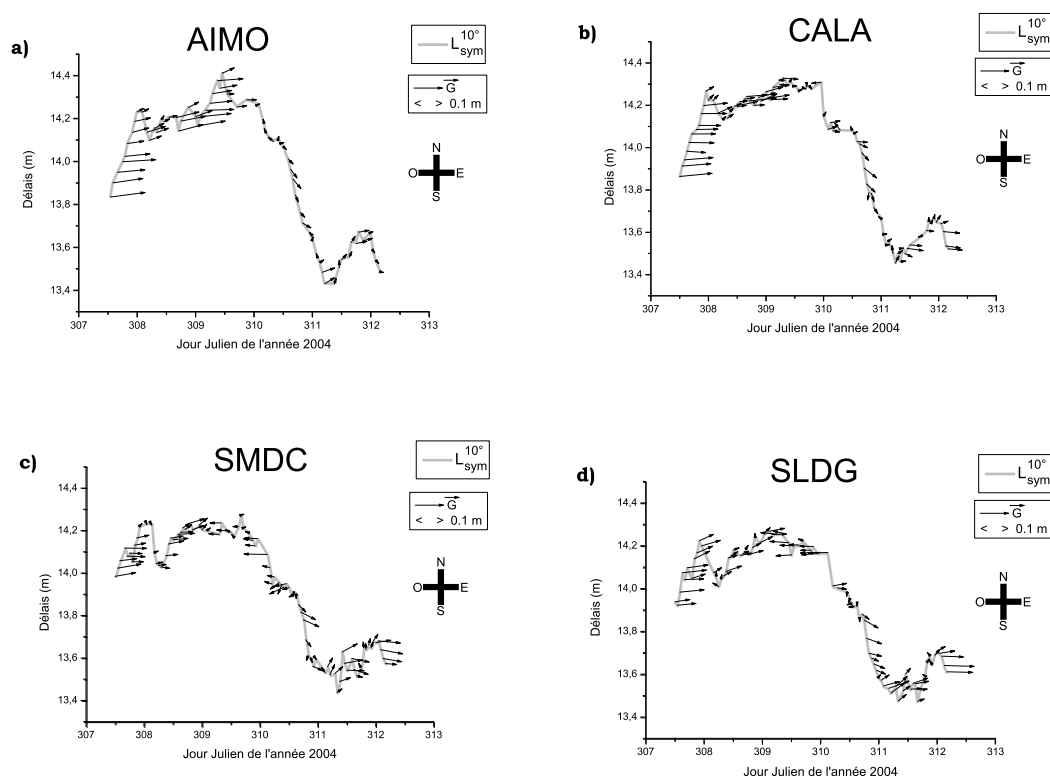 a)
AIMO
L 10° sym
G
< > 0.1 m
N
O E
S
14,4
14,2
14,0
13,8
13,6
13,4
Délais (m)
307 308 309 310 311 312 313
Jour Julien de l'année 2004
b)
CALA
L 10° sym
G
< > 0.1 m
N
O E
S
14,4
14,2
14,0
13,8
13,6
13,4
Délais (m)
307 308 309 310 311 312 313
Jour Julien de l'année 2004
c)
SMDC
L 10° sym
G
< > 0.1 m
N
O E
S
14,4
14,2
14,0
13,8
13,6
13,4
Délais (m)
307 308 309 310 311 312 313
Jour Julien de l'année 2004
d)
SLDG
L 10° sym
G
< > 0.1 m
N
O E
S
14,4
14,2
14,0
13,8
13,6
13,4
Délais (m)
307 308 309 310 311 312 313
Jour Julien de l'année 2004